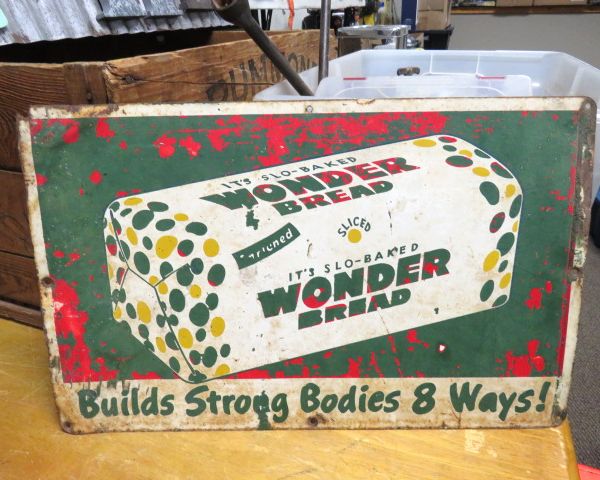 IT'S SLO-BAKED
WONDER
BREAD
Enriched
SLICED
IT'S SLO-BAKED
WONDER
BREAD
Builds Strong Bodies 8 Ways!